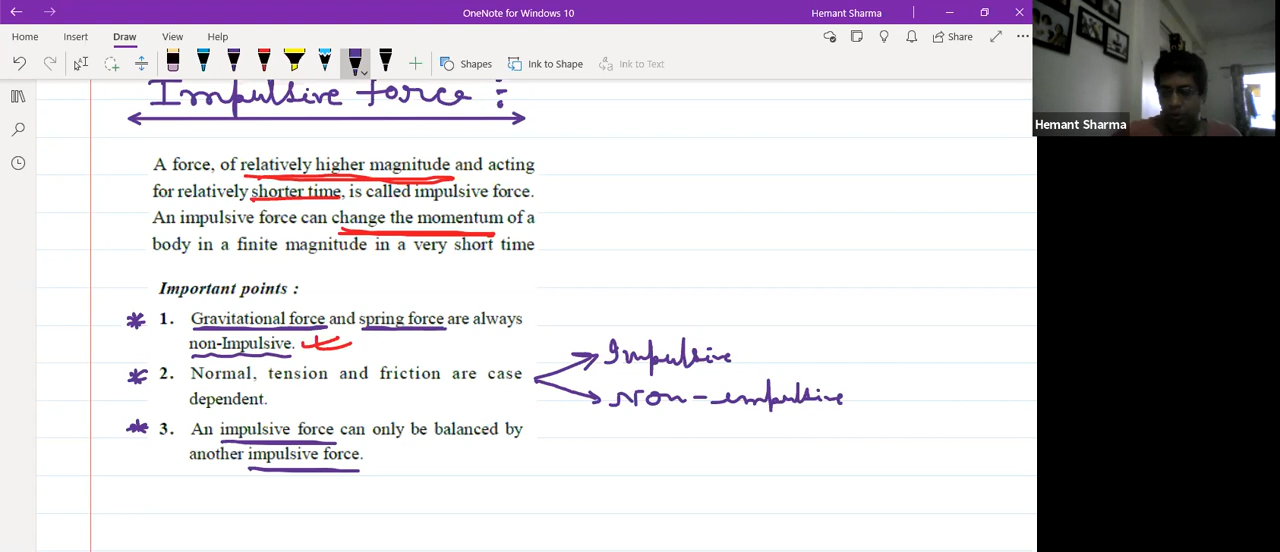 OneNote for Windows 10
Hemant Sharma
Home Insert Draw View Help
Share
Shapes Ink to Shape Ink to Text
Impulsive force :
Hemant Sharma
A force, of relatively higher magnitude and acting
for relatively shorter time, is called impulsive force.
An impulsive force can change the momentum of a
body in a finite magnitude in a very short time
Important points :
1. Gravitational force and spring force are always
non-Impulsive.
2. Normal, tension and friction are case
dependent.
Impulsive
Non-impulsive
3. An impulsive force can only be balanced by
another impulsive force.